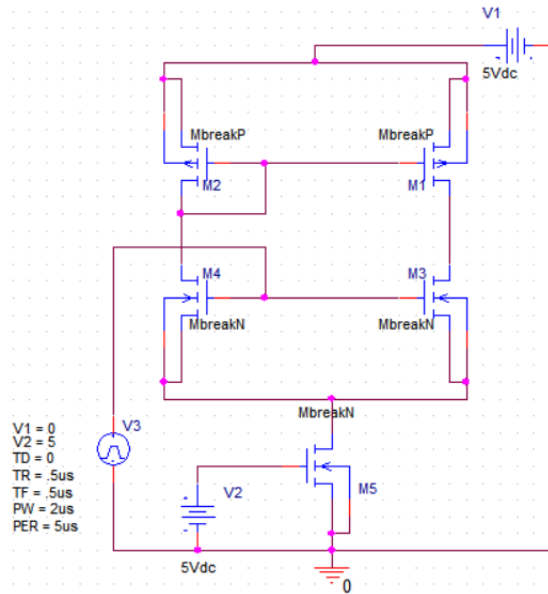 V1
5Vdc
MbreakP
MbreakP
M2
M1
M4
M3
MbreakN
MbreakN
MbreakN
V1 = 0
V2 = 5
TD = 0
TR = .5us
TF = .5us
PW = 2us
PER = 5us
V3
V2
M5
5Vdc
0